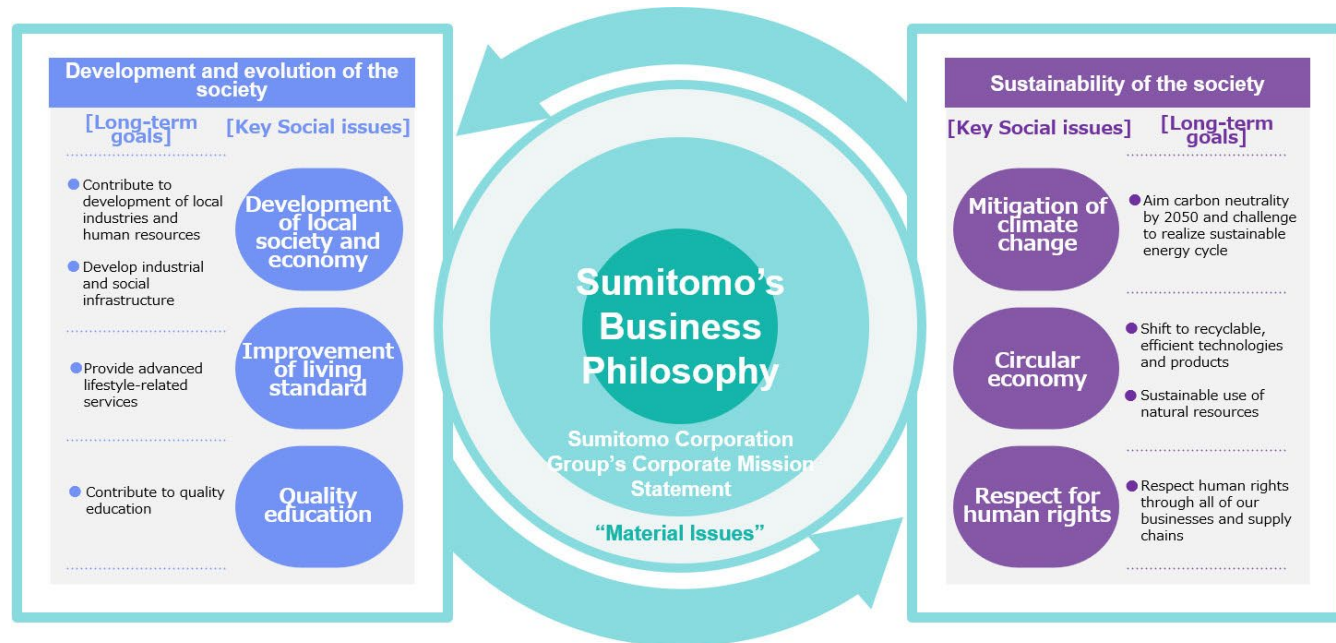 Development and evolution of the
society
[Long-term
goals]
[Key Social issues]
Contribute to
development of local
industries and
human resources
Develop industrial
and social
infrastructure
Development
of local
society and
economy
Provide advanced
lifestyle-related
services
Improvement
of living
standard
Contribute to quality
education
Quality
education
Sumitomo's
Business
Philosophy
Sumitomo Corporation
Group's Corporate Mission
Statement
“Material Issues”
Sustainability of the society
[Key Social issues]
[Long-term
goals]
Mitigation of
climate
change
Aim carbon neutrality
by 2050 and challenge
to realize sustainable
energy cycle
Circular
economy
Shift to recyclable,
efficient technologies
and products
Sustainable use of
natural resources
Respect for
human rights
Respect human rights
through all of our
businesses and supply
chains